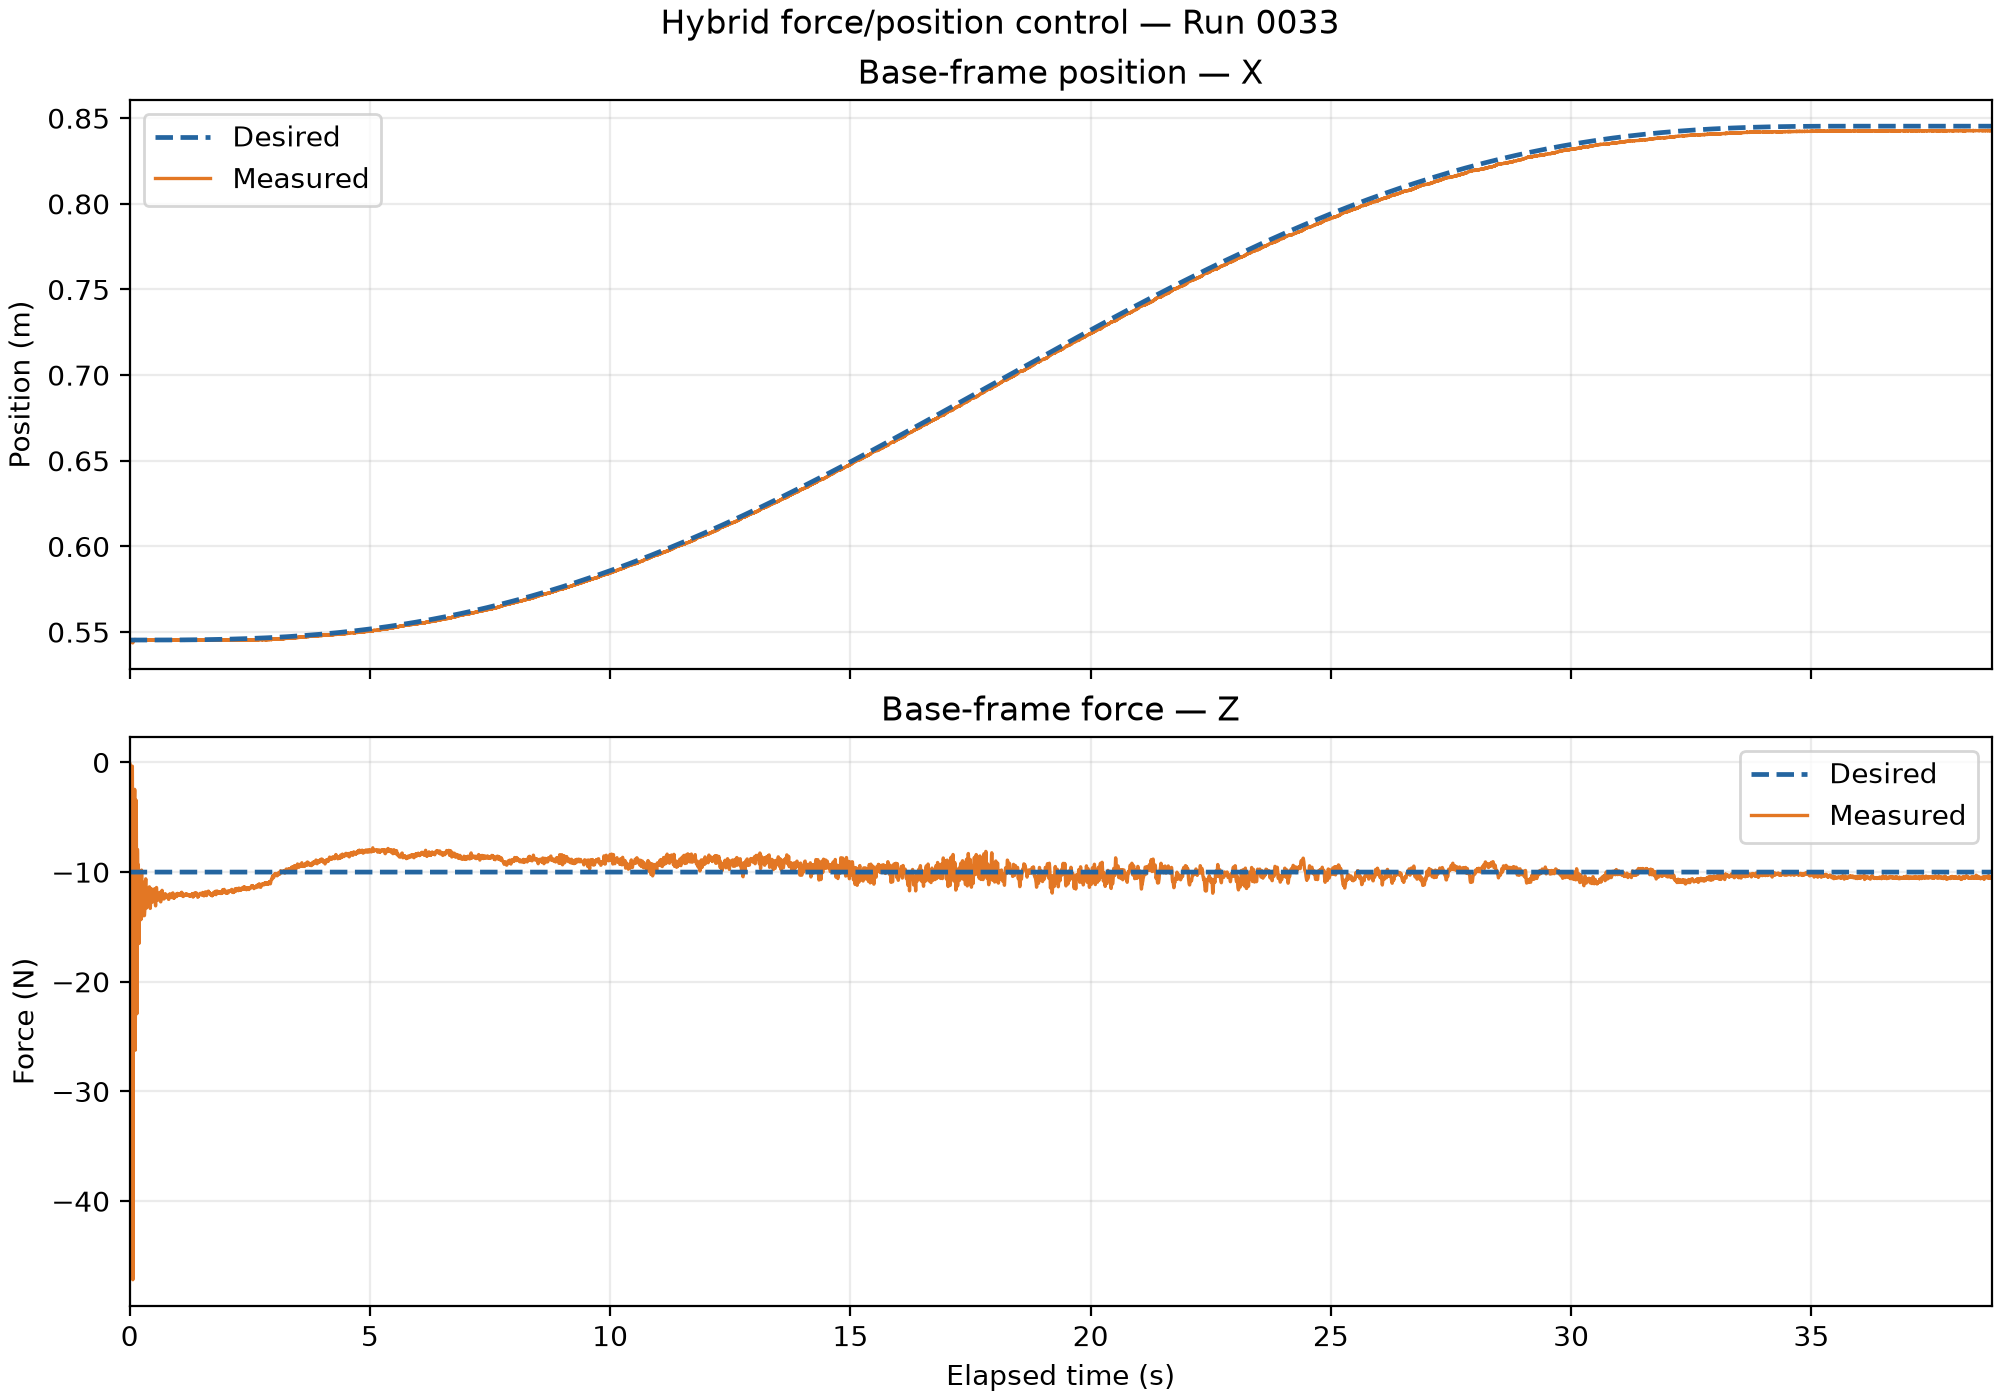 Hybrid force/position control — Run 0033
Base-frame position — X
Position (m)
0.85
0.80
0.75
0.70
0.65
0.60
0.55
Desired
Measured
Base-frame force — Z
Force (N)
0
−10
−20
−30
−40
Desired
Measured
0 5 10 15 20 25 30 35
Elapsed time (s)